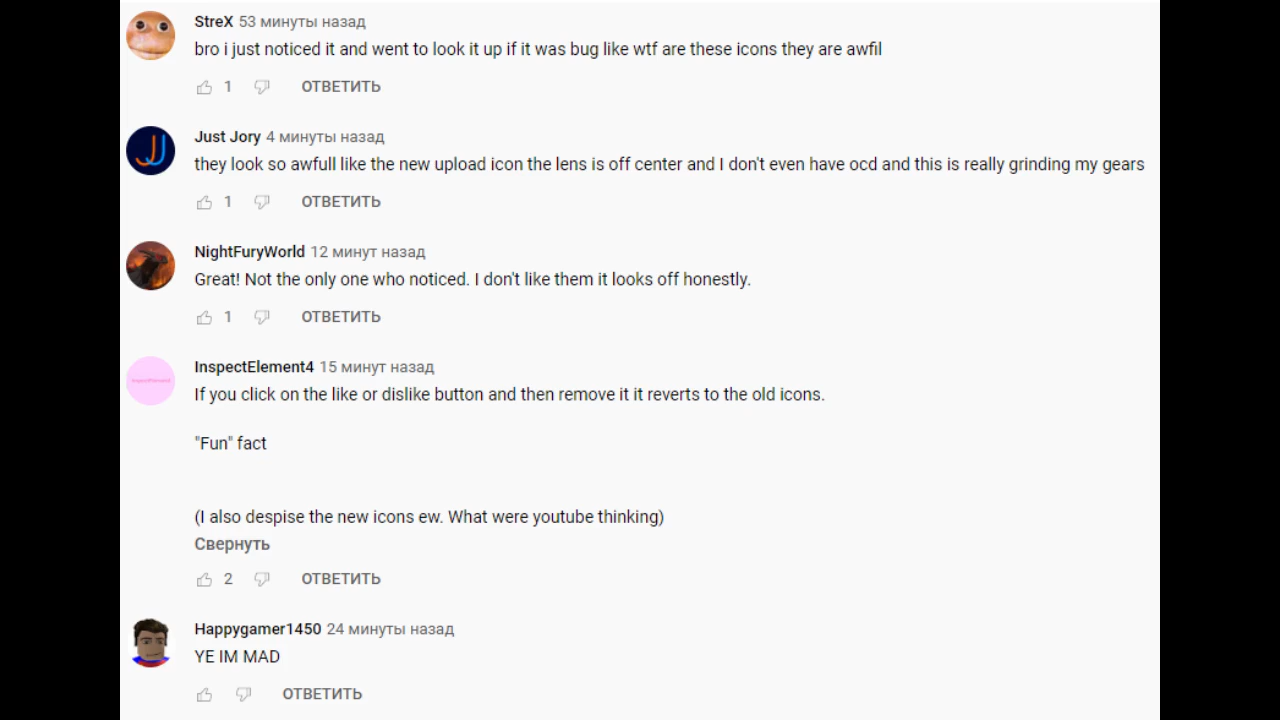 StreX 53 минуты назад
bro i just noticed it and went to look it up if it was bug like wtf are these icons they are awfil
1 ОТВЕТИТЬ
Just Jory 4 минуты назад
they look so awfull like the new upload icon the lens is off center and I don't even have ocd and this is really grinding my gears
1 ОТВЕТИТЬ
NightFuryWorld 12 минут назад
Great! Not the only one who noticed. I don't like them it looks off honestly.
1 ОТВЕТИТЬ
InspectElement4 15 минут назад
If you click on the like or dislike button and then remove it it reverts to the old icons.
"Fun" fact
(I also despise the new icons ew. What were youtube thinking)
Свернуть
2 ОТВЕТИТЬ
Happygamer1450 24 минуты назад
YE IM MAD
ОТВЕТИТЬ